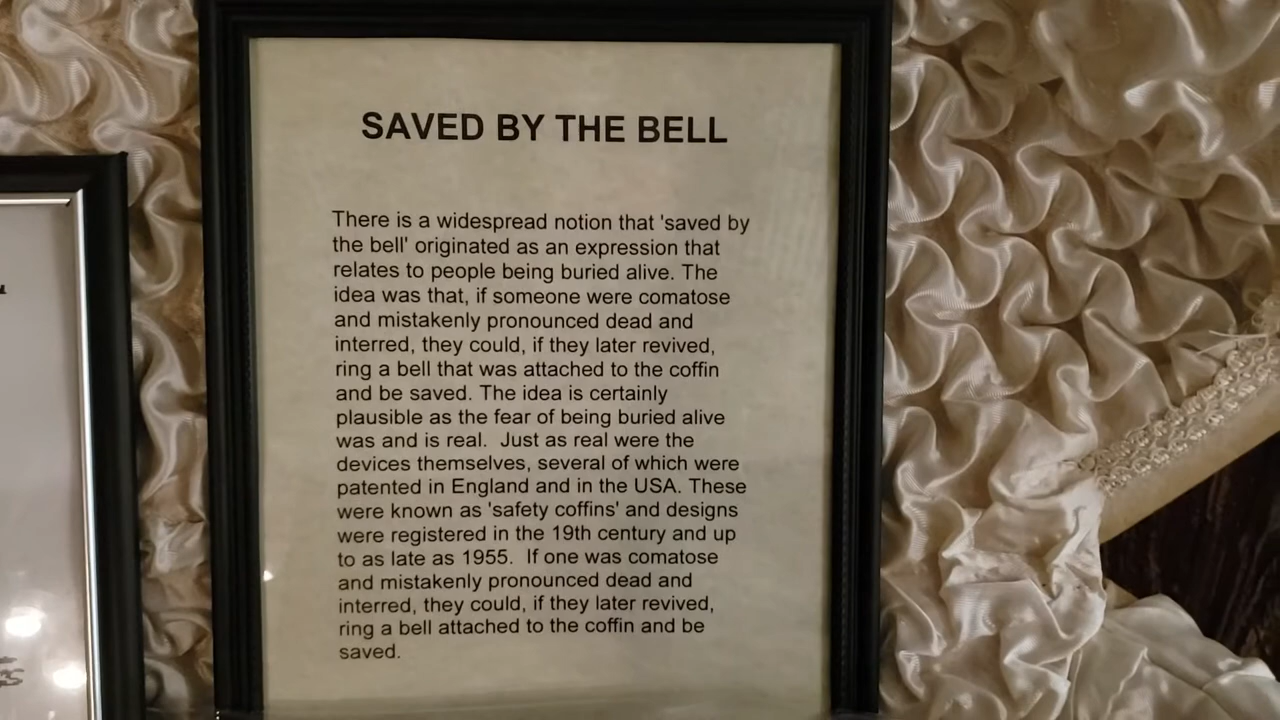 SAVED BY THE BELL
There is a widespread notion that 'saved by
the bell' originated as an expression that
relates to people being buried alive. The
idea was that, if someone were comatose
and mistakenly pronounced dead and
interred, they could, if they later revived,
ring a bell that was attached to the coffin
and be saved. The idea is certainly
plausible as the fear of being buried alive
was and is real.  Just as real were the
devices themselves, several of which were
patented in England and in the USA. These
were known as 'safety coffins' and designs
were registered in the 19th century and up
to as late as 1955.  If one was comatose
and mistakenly pronounced dead and
interred, they could, if they later revived,
ring a bell attached to the coffin and be
saved.